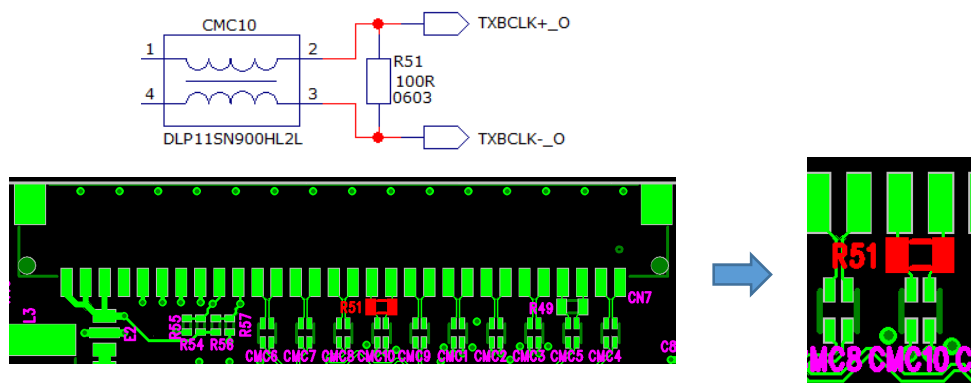 CMC10
TXBCLK+_O
1
2
R51
100R
0603
4
3
DLP11SN900HL2L
TXBCLK-_O
R51
R49
CN7
L3
E2
R55
R54
R56
R57
CMC6
CMC7
CMC8
CMC10
CMC9
CMC1
CMC2
CMC3
CMC5
CMC4
C6
R51
MC8
CMC10
C